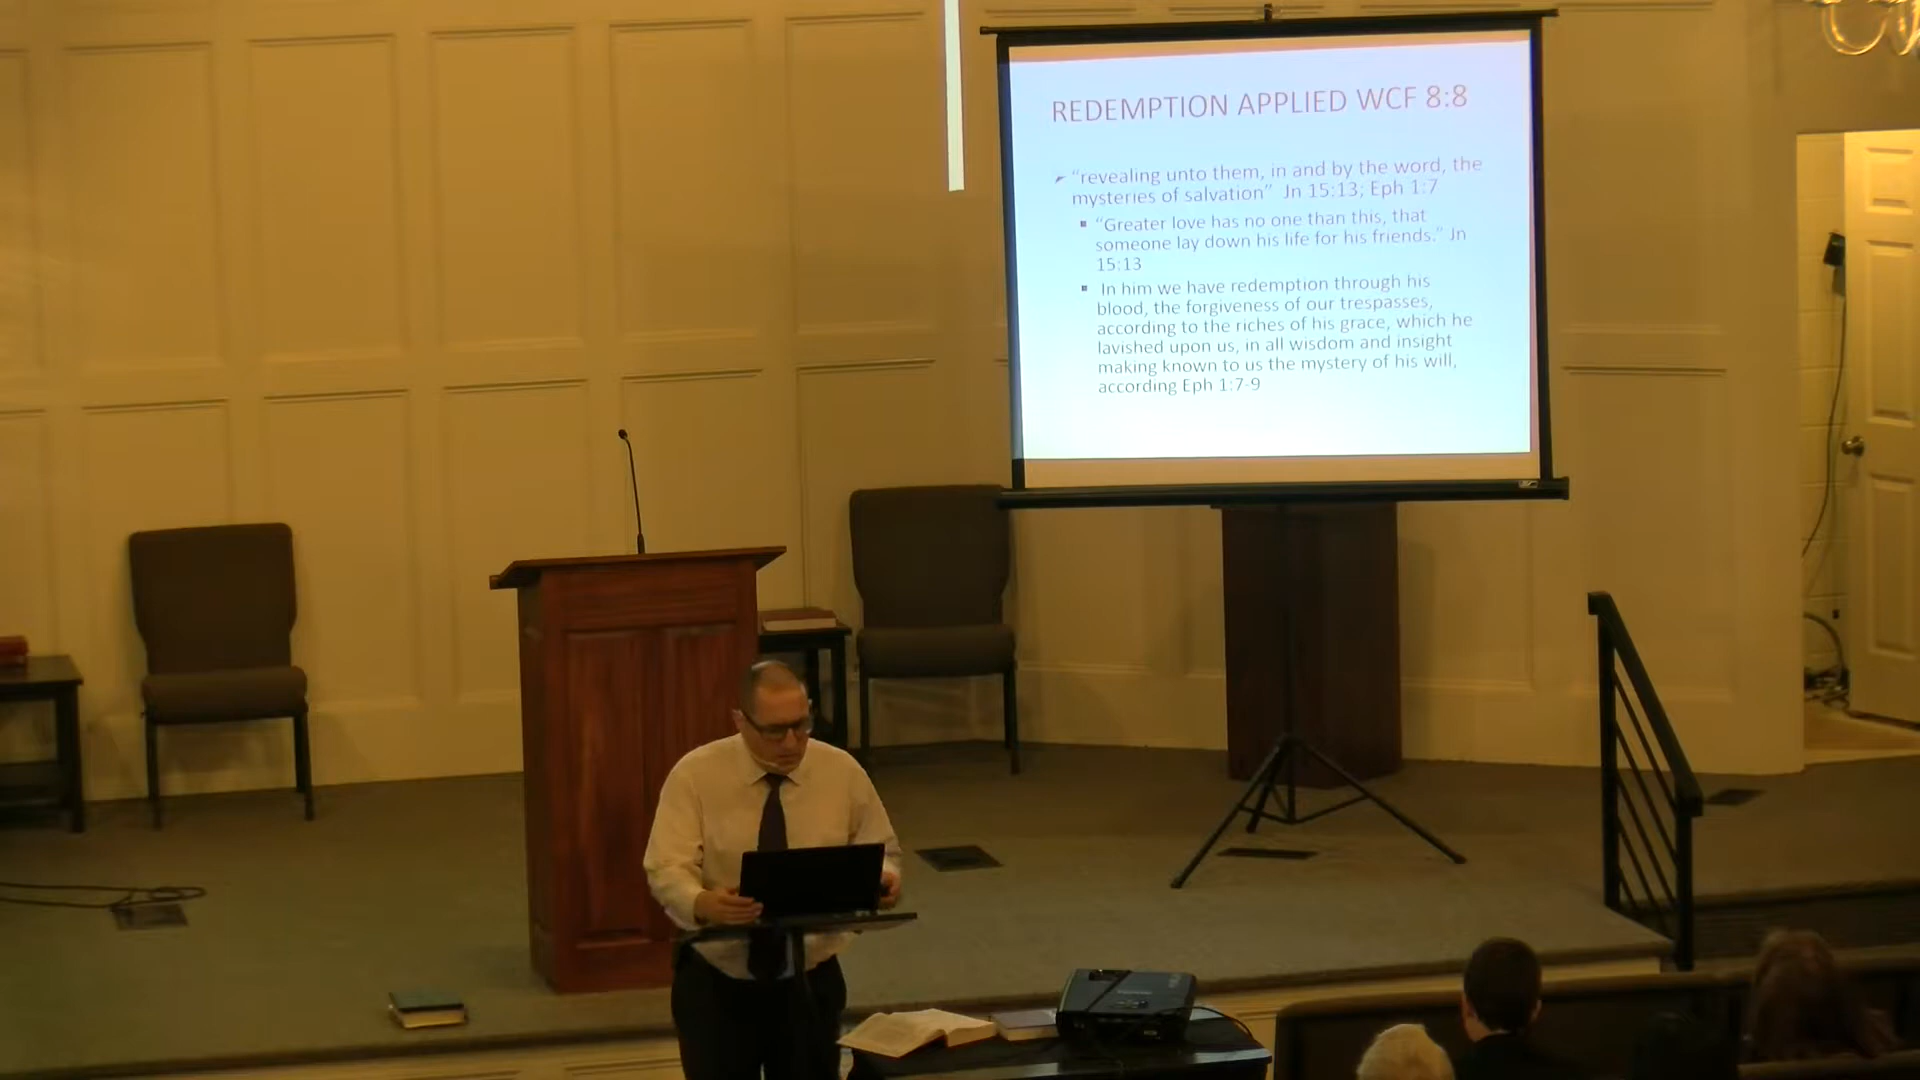 REDEMPTION APPLIED WCF 8:8
“revealing unto them, in and by the word, the
mysteries of salvation” Jn 15:13; Eph 1:7
“Greater love has no one than this, that
someone lay down his life for his friends.” Jn
15:13
In him we have redemption through his
blood, the forgiveness of our trespasses,
according to the riches of his grace, which he
lavished upon us, in all wisdom and insight
making known to us the mystery of his will,
according Eph 1:7-9